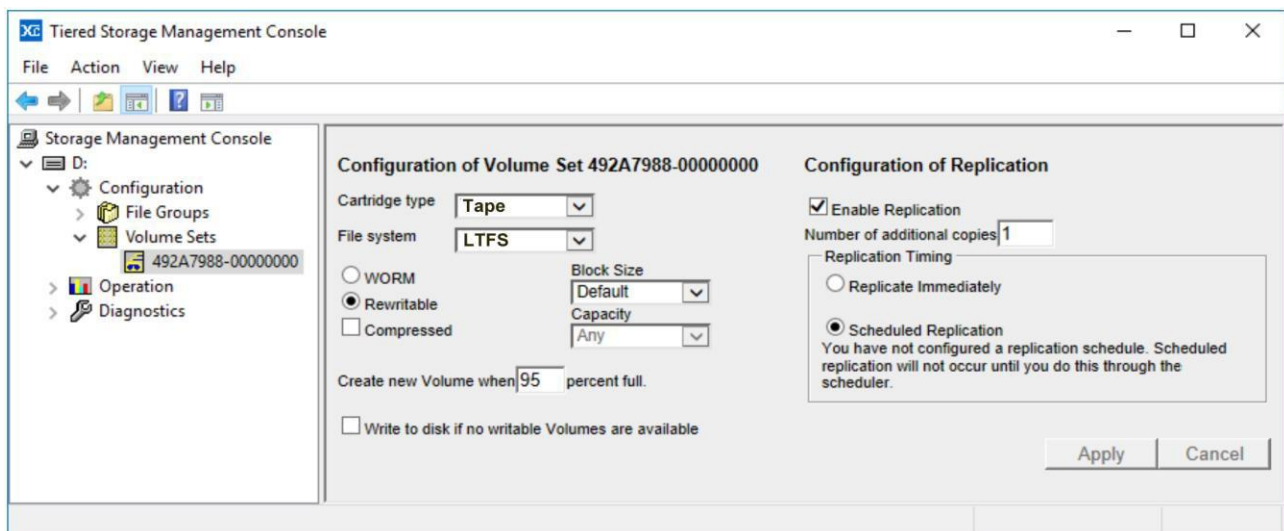 XC Tiered Storage Management Console
File Action View Help
Storage Management Console
D:
Configuration
File Groups
Volume Sets
492A7988-00000000
Operation
Diagnostics
Configuration of Volume Set 492A7988-00000000
Cartridge type Tape
File system LTFS
WORM
Rewritable
Compressed
Block Size
Default
Capacity
Any
Create new Volume when 95 percent full.
Write to disk if no writable Volumes are available
Configuration of Replication
Enable Replication
Number of additional copies 1
Replication Timing
Replicate Immediately
Scheduled Replication
You have not configured a replication schedule. Scheduled
replication will not occur until you do this through the
scheduler.
Apply Cancel